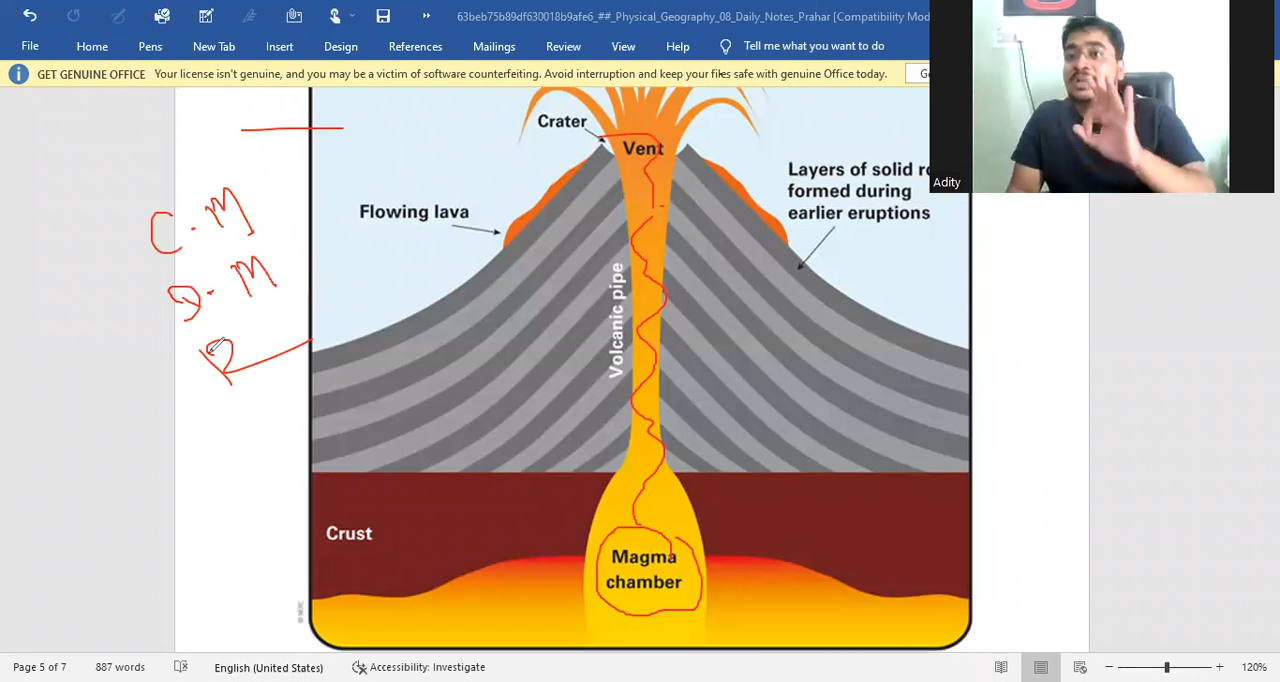 63beb75b89df630018b9afe6_##_Physical_Geography_08_Daily_Notes_Prahar [Compatibility Mod
File Home Pens New Tab Insert Draw Design References Mailings Review View Help Tell me what you want to do
GET GENUINE OFFICE Your license isn't genuine, and you may be a victim of software counterfeiting. Avoid interruption and keep your files safe with genuine Office today.
Crater
Vent
Layers of solid
formed during
earlier eruptions
Adity
Flowing lava
C.M
D.M
R
Volcanic pipe
Crust
Magma
chamber
Page 5 of 7 887 words English (United States) Accessibility: Investigate 120%